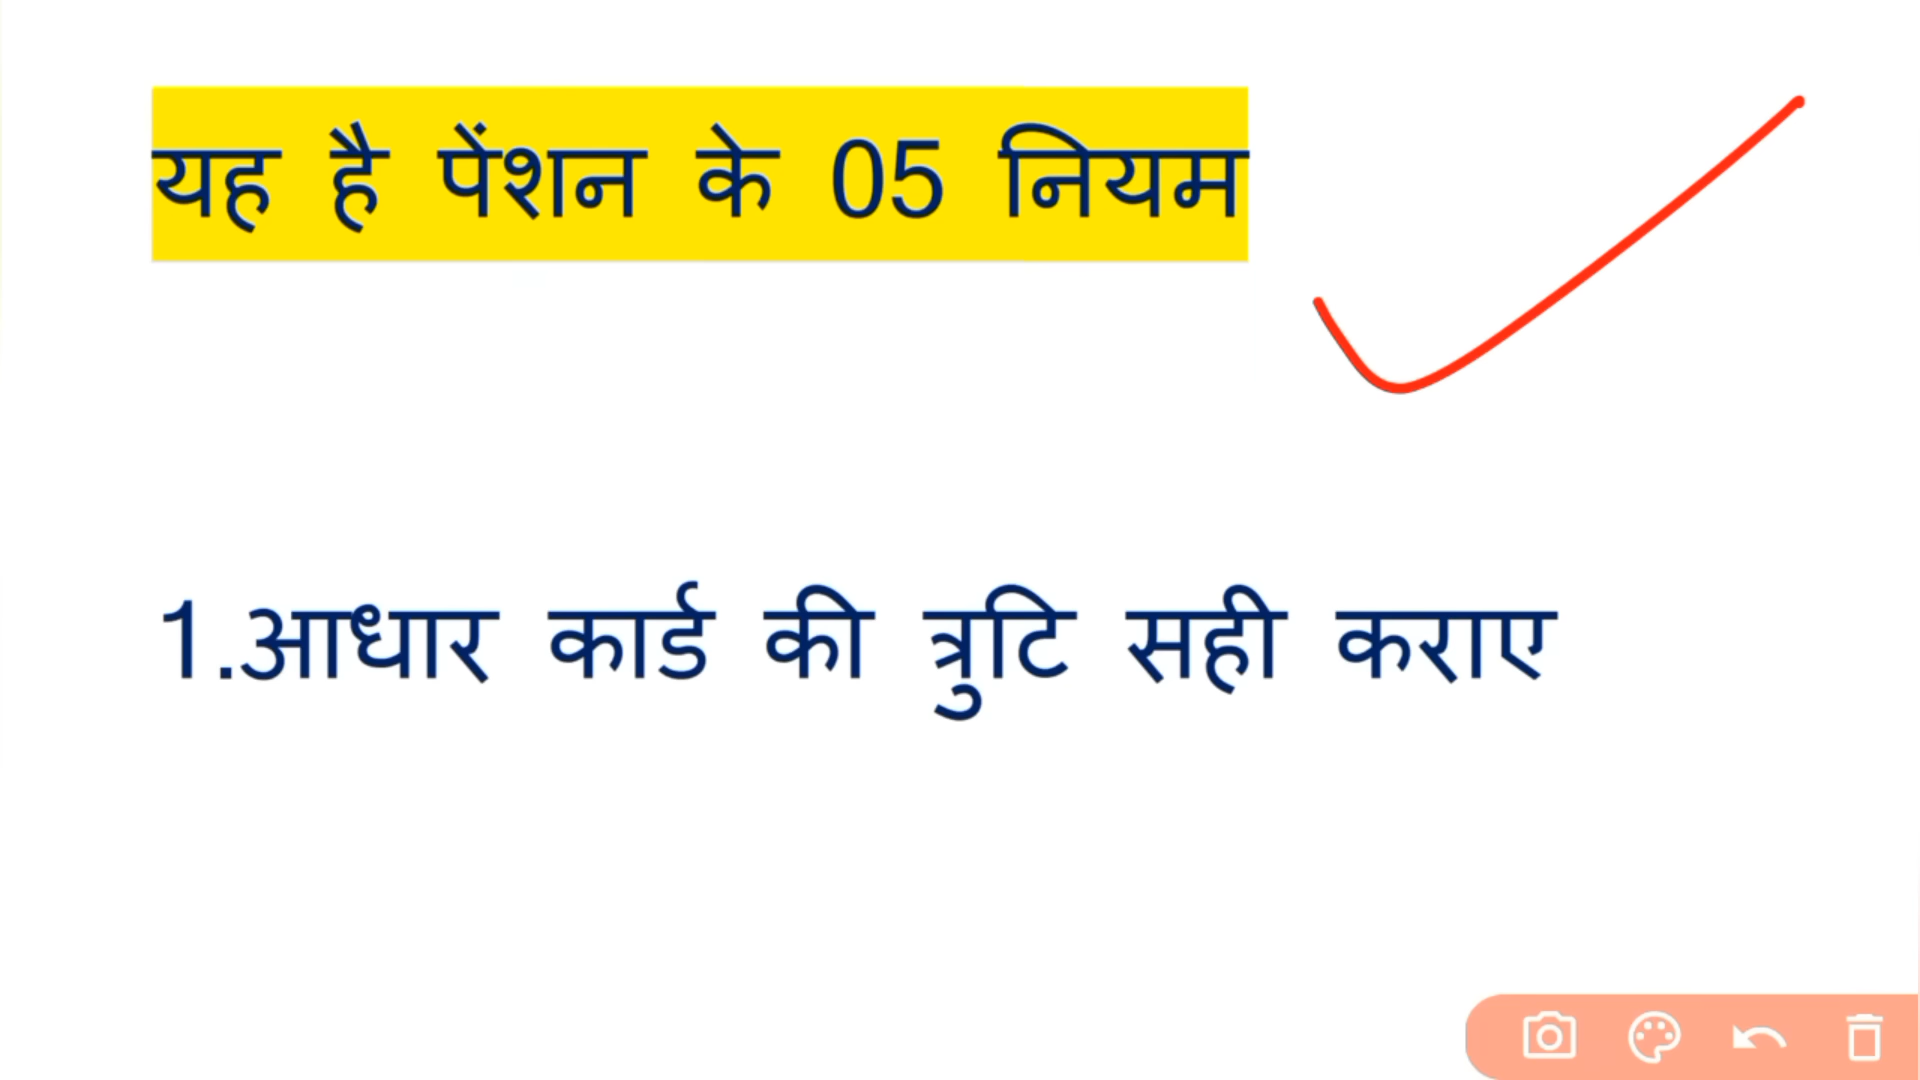 यह है पेंशन के 05 नियम
1.आधार कार्ड की त्रुटि सही कराए